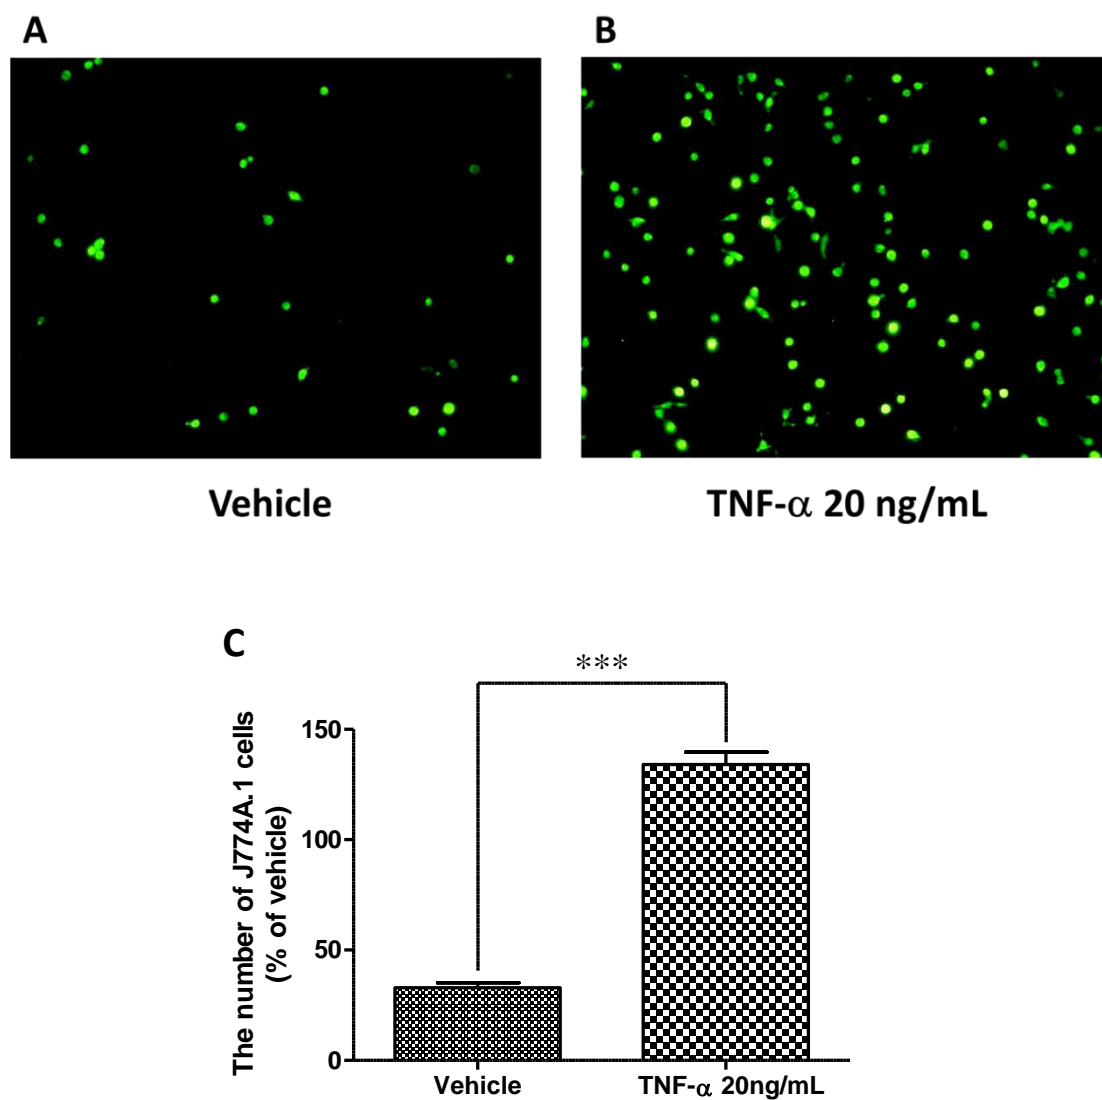 A
B
Vehicle
TNF-α 20 ng/mL
C
***
The number of J774A.1 cells
(% of vehicle)
150
100
50
0
Vehicle
TNF-α 20ng/mL